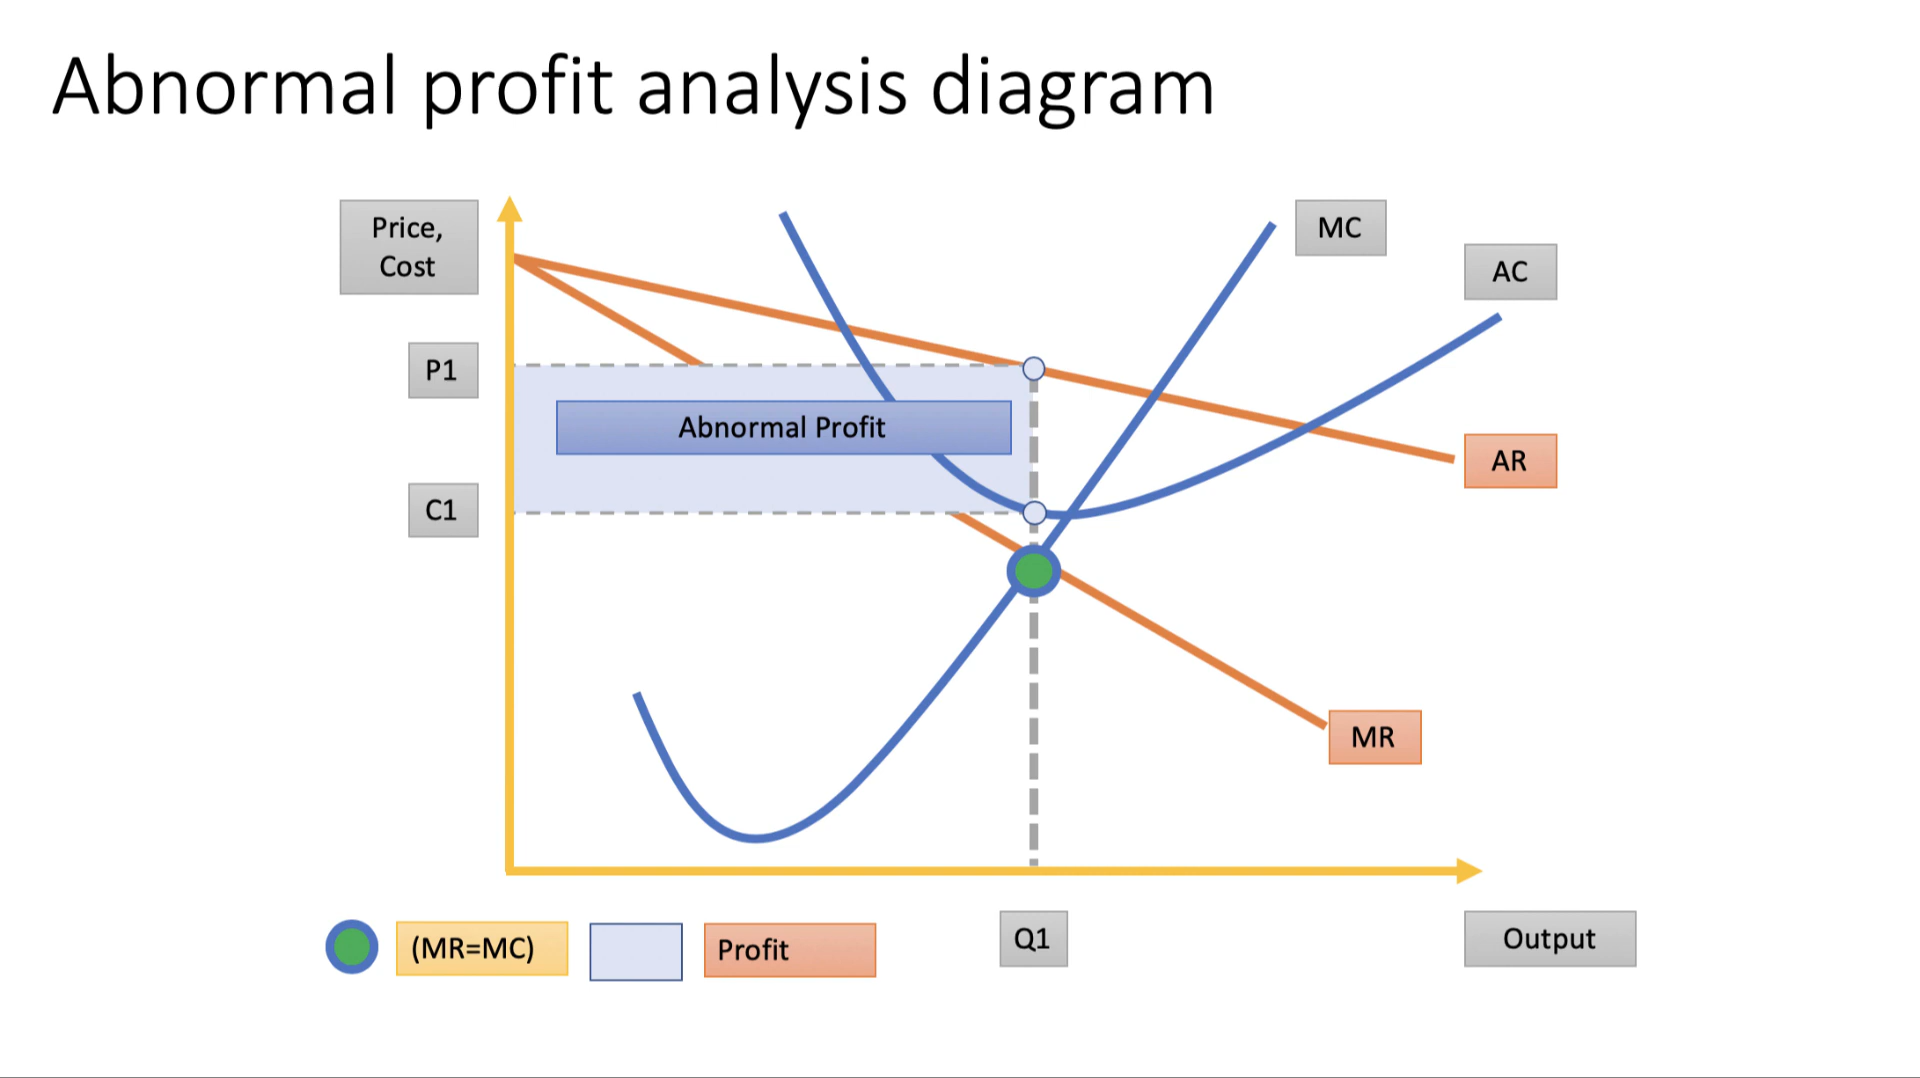 Abnormal profit analysis diagram
Price,
Cost
MC
AC
P1
Abnormal Profit
AR
C1
MR
(MR=MC)
Profit
Q1
Output